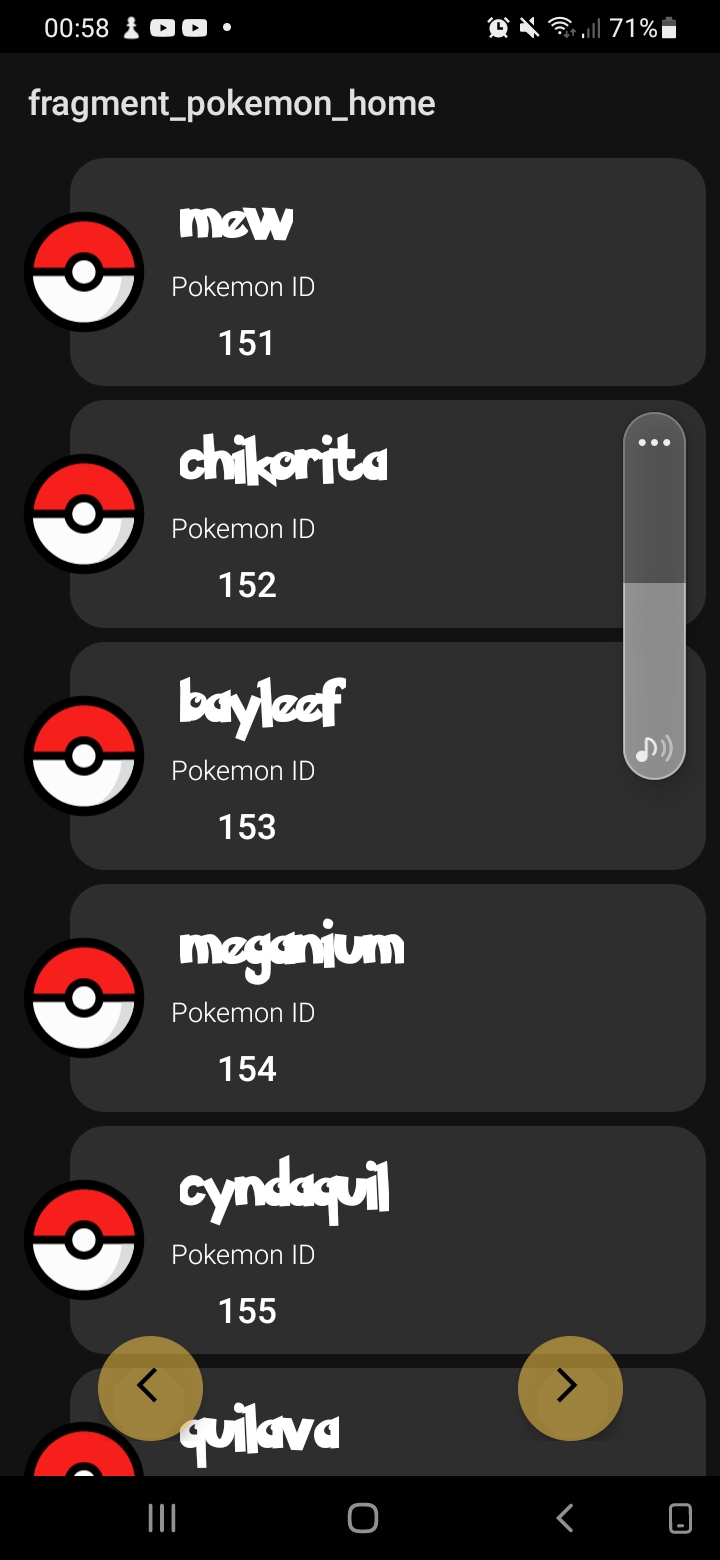 00:58
71%
fragment_pokemon_home
mew
Pokemon ID
151
chikorita
Pokemon ID
152
bayleef
Pokemon ID
153
meganium
Pokemon ID
154
cyndaquil
Pokemon ID
155
quilava